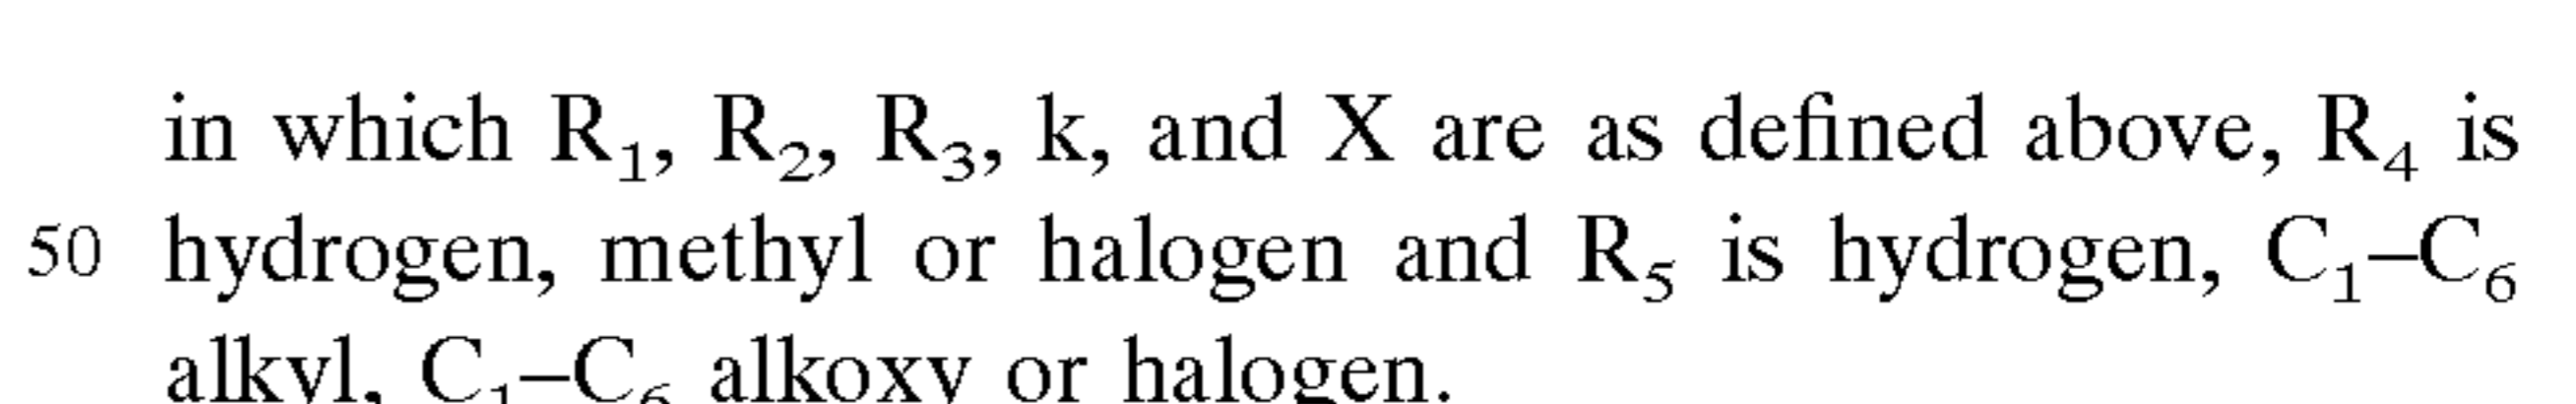 in which R₁, R₂, R₃, k, and X are as defined above, R₄ is
50 hydrogen, methyl or halogen and R₅ is hydrogen, C₁–C₆
alkyl, C₁–C₆ alkoxy or halogen.